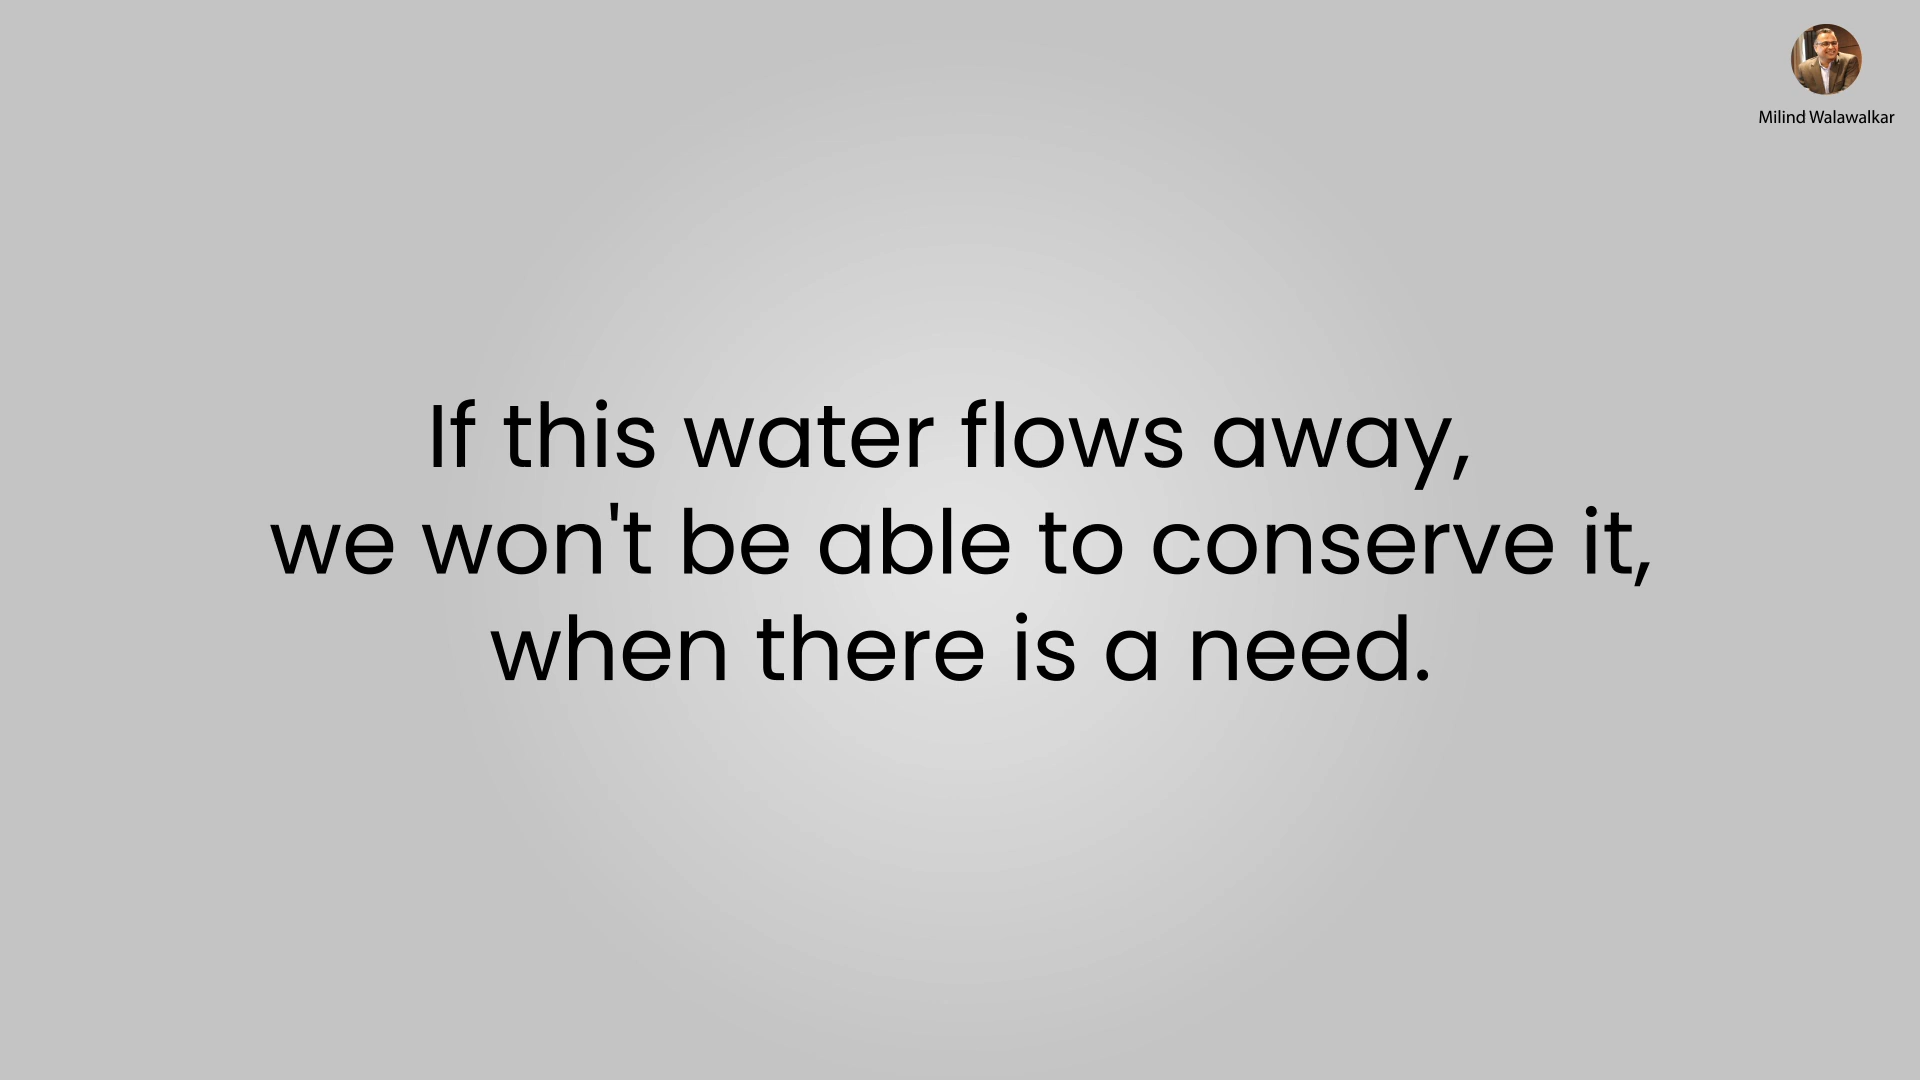 Milind Walawalkar
If this water flows away,
we won't be able to conserve it,
when there is a need.